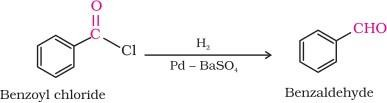 O
C
Cl
H₂
Pd – BaSO₄
CHO
Benzoyl chloride
Benzaldehyde